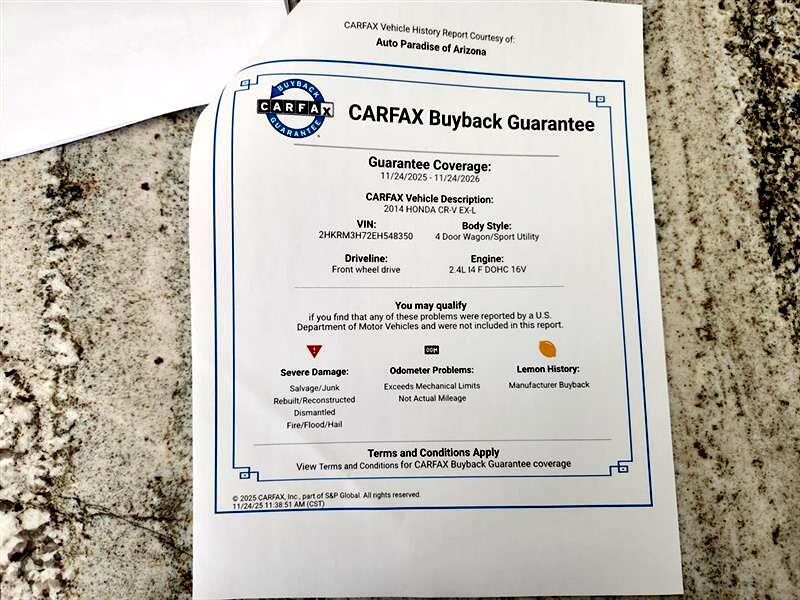 CARFAX Vehicle History Report Courtesy of:
Auto Paradise of Arizona
BUYBACK
CARFAX
GUARANTEE
CARFAX Buyback Guarantee
Guarantee Coverage:
11/24/2025 - 11/24/2026
CARFAX Vehicle Description:
2014 HONDA CR-V EX-L
VIN: Body Style:
2HKRM3H72EH548350 4 Door Wagon/Sport Utility
Driveline: Engine:
Front wheel drive 2.4L I4 F DOHC 16V
You may qualify
if you find that any of these problems were reported by a U.S.
Department of Motor Vehicles and were not included in this report.
Severe Damage: Odometer Problems: Lemon History:
Salvage/Junk Exceeds Mechanical Limits Manufacturer Buyback
Rebuilt/Reconstructed Not Actual Mileage
Dismantled
Fire/Flood/Hail
Terms and Conditions Apply
View Terms and Conditions for CARFAX Buyback Guarantee coverage
© 2025 CARFAX, Inc., part of S&P Global. All rights reserved.
11/24/25 11:38:51 AM (CST)